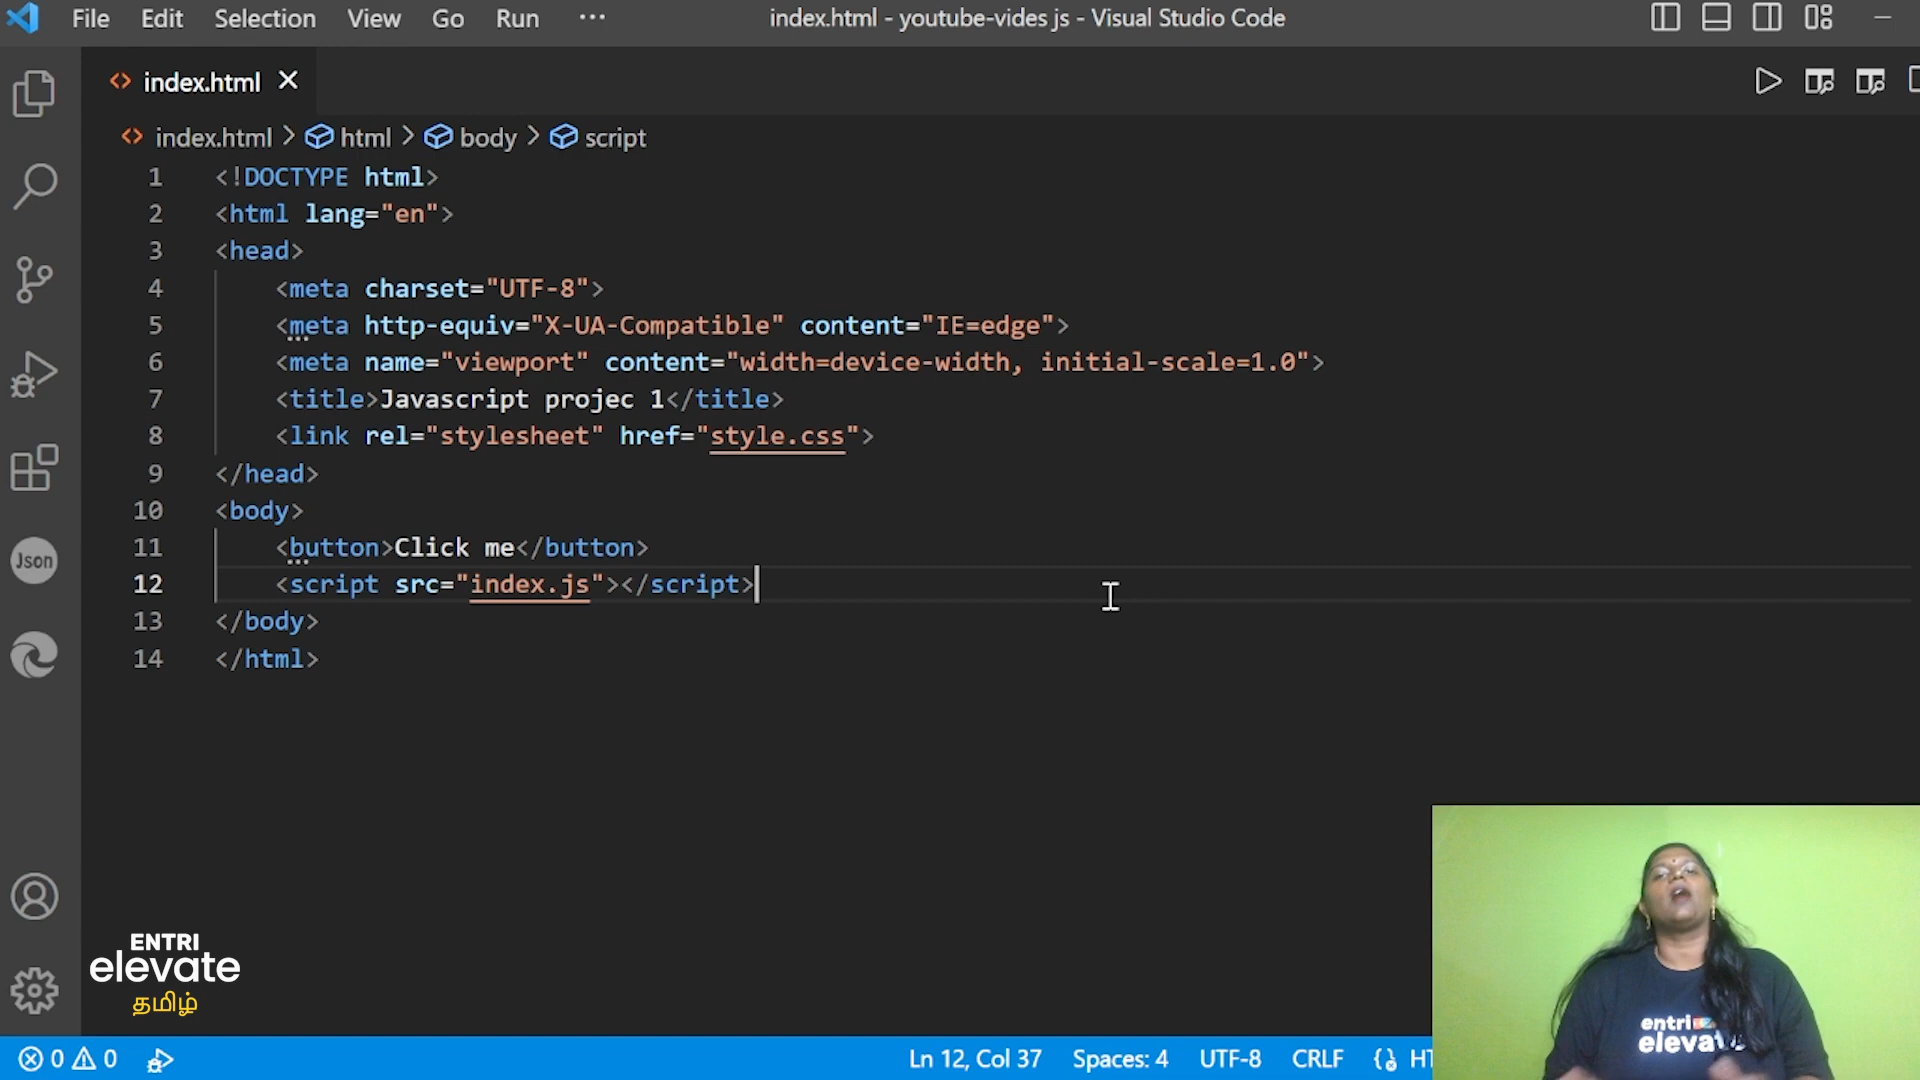 File Edit Selection View Go Run ···
index.html - youtube-vides js - Visual Studio Code
index.html
index.html > html > body > script
1 <!DOCTYPE html>
2 <html lang="en">
3 <head>
4 <meta charset="UTF-8">
5 <meta http-equiv="X-UA-Compatible" content="IE=edge">
6 <meta name="viewport" content="width=device-width, initial-scale=1.0">
7 <title>Javascript projec 1</title>
8 <link rel="stylesheet" href="style.css">
9 </head>
10 <body>
11 <button>Click me</button>
12 <script src="index.js"></script>
13 </body>
14 </html>
Json
ENTRI
elevate
தமிழ்
entri
0 0
Ln 12, Col 37 Spaces: 4 UTF-8 CRLF